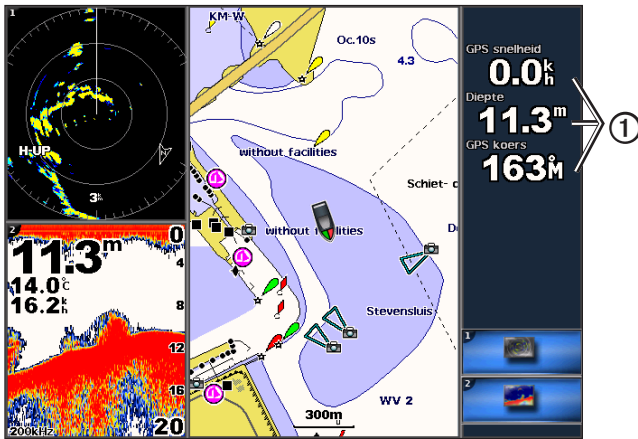 1
H-UP
3 k/h
2
11.3 m
14.0 °C
16.2 k/h
0
4
8
12
16
20
200kHz
KM-W
Oc.10s
4.3
without facilities
Schiet-
without facilities
Stevensluis
WV 2
300m
GPS snelheid
0.0 k/h
Diepte
11.3 m
GPS koers
163°M
①
1
2